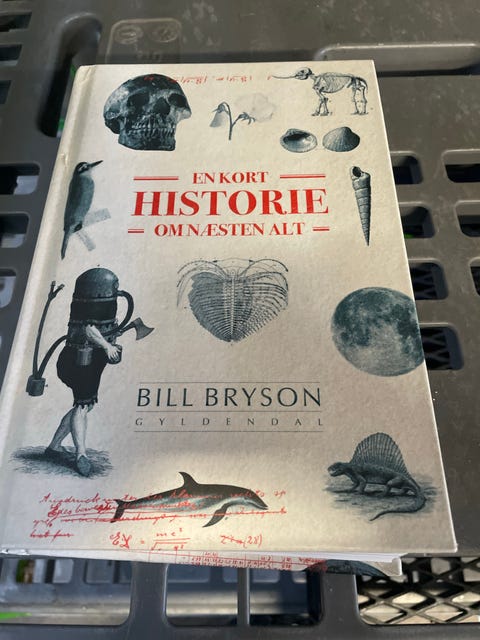 EN KORT
HISTORIE
OM NÆSTEN ALT
BILL BRYSON
GYLDENDAL